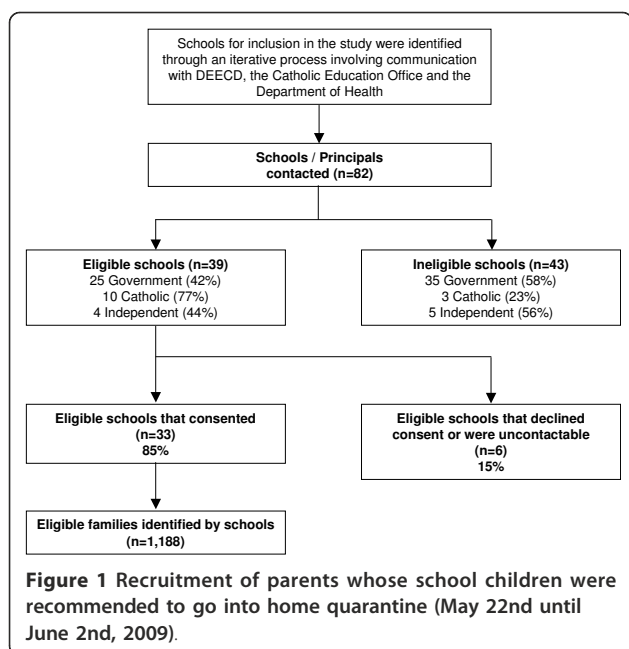 Schools for inclusion in the study were identified
through an iterative process involving communication
with DEECD, the Catholic Education Office and the
Department of Health
Schools / Principals
contacted (n=82)
Eligible schools (n=39)
25 Government (42%)
10 Catholic (77%)
4 Independent (44%)
Ineligible schools (n=43)
35 Government (58%)
3 Catholic (23%)
5 Independent (56%)
Eligible schools that consented
(n=33)
85%
Eligible schools that declined
consent or were uncontactable
(n=6)
15%
Eligible families identified by schools
(n=1,188)
Figure 1 Recruitment of parents whose school children were
recommended to go into home quarantine (May 22nd until
June 2nd, 2009).